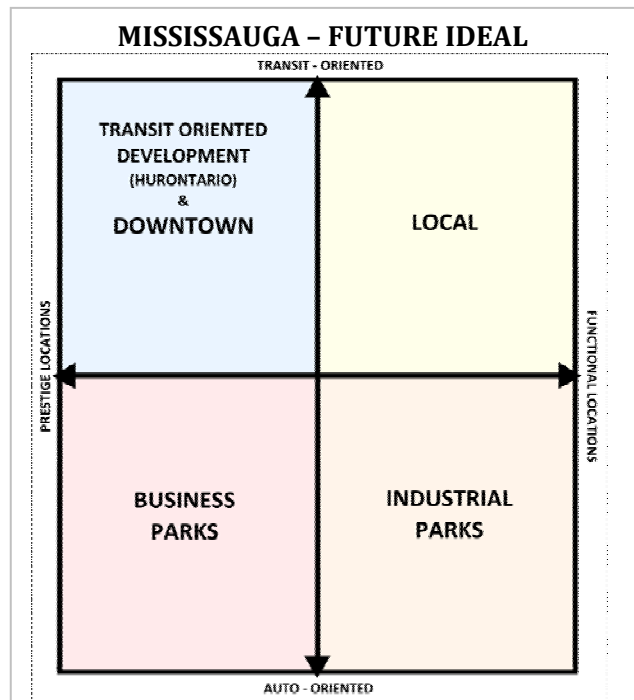 MISSISSAUGA – FUTURE IDEAL
TRANSIT - ORIENTED
TRANSIT ORIENTED
DEVELOPMENT
(HURONTARIO)
&
DOWNTOWN
LOCAL
PRESTIGE LOCATIONS
FUNCTIONAL LOCATIONS
BUSINESS
PARKS
INDUSTRIAL
PARKS
AUTO - ORIENTED